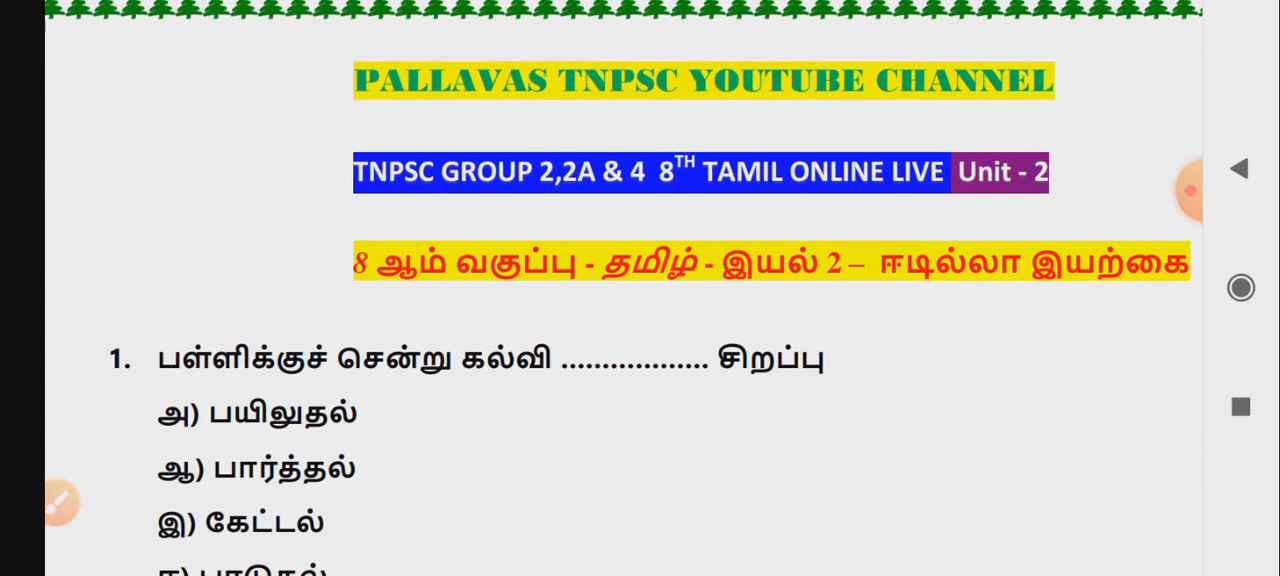 PALLAVAS TNPSC YOUTUBE CHANNEL
TNPSC GROUP 2,2A & 4 8TH TAMIL ONLINE LIVE Unit - 2
8 ஆம் வகுப்பு - தமிழ் - இயல் 2 – ஈடில்லா இயற்கை
1. பள்ளிக்குச் சென்று கல்வி .................. சிறப்பு
அ) பயிலுதல்
ஆ) பார்த்தல்
இ) கேட்டல்